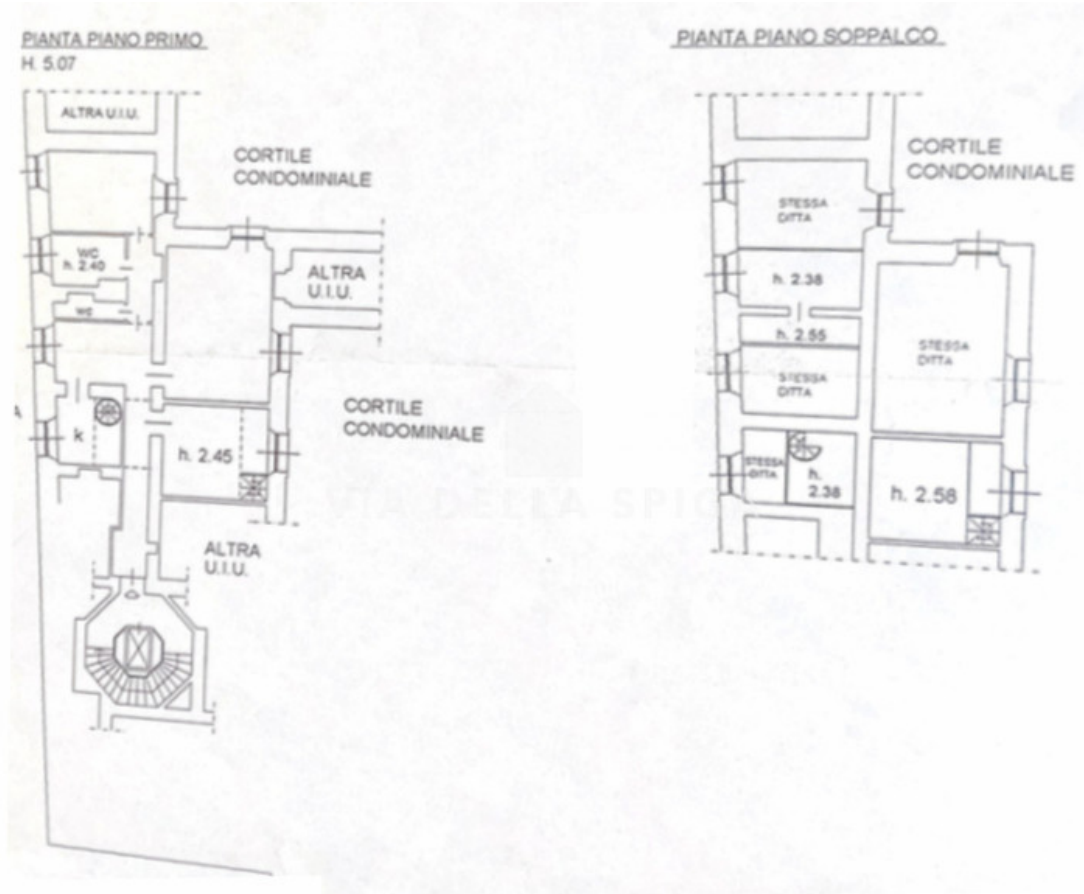 PIANTA PIANO PRIMO
H. 5.07
ALTRA U.I.U.
CORTILE
CONDOMINIALE
WC
h. 2.40
ALTRA
U.I.U.
WC
CORTILE
CONDOMINIALE
k
h. 2.45
ALTRA
U.I.U.
PIANTA PIANO SOPPALCO
CORTILE
CONDOMINIALE
STESSA
DITTA
h. 2.38
h. 2.55
STESSA
DITTA
STESSA
DITTA
STESSA
DITTA
h.
2.38
h. 2.58
VIA DELLA SPIGA